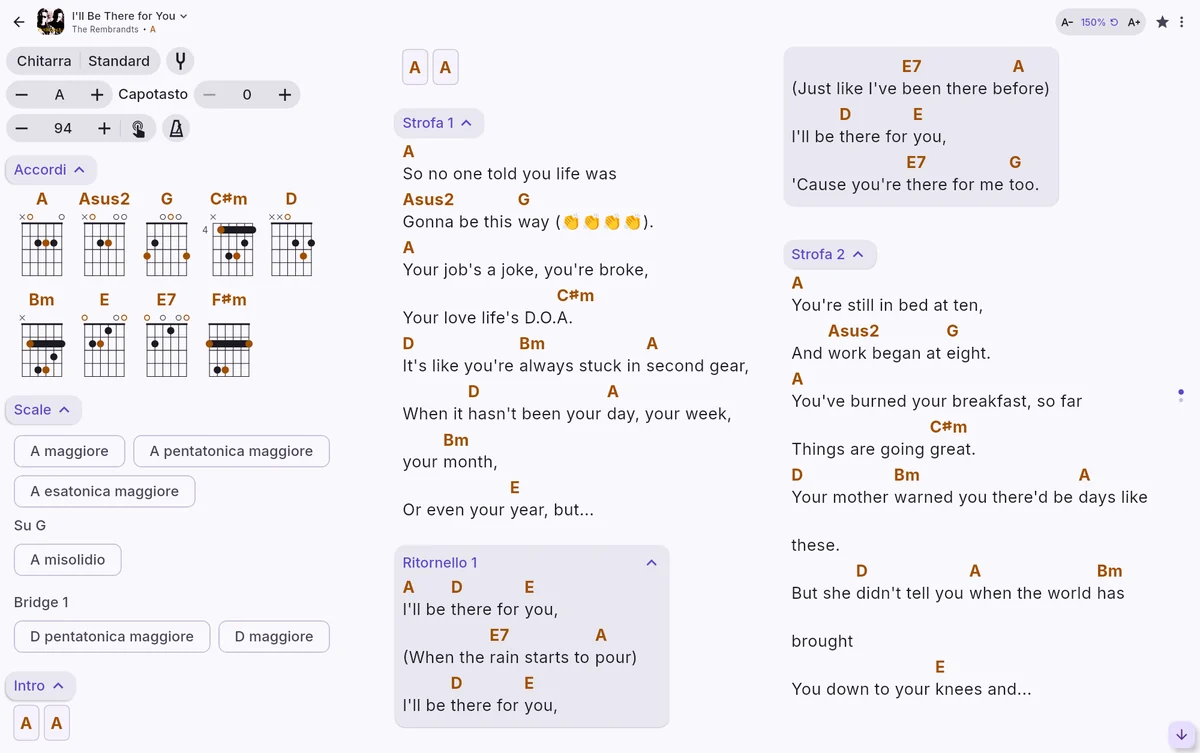 I'll Be There for You
The Rembrandts • A
A- 150% A+
Chitarra Standard
A Capotasto 0
94
Accordi
A Asus2 G C#m D
4
Bm E E7 F#m
Scale
A maggiore A pentatonica maggiore
A esatonica maggiore
Su G
A misolidio
Bridge 1
D pentatonica maggiore D maggiore
Intro
A A
A A
Strofa 1
A
So no one told you life was
Asus2 G
Gonna be this way (👏👏👏👏).
A
Your job's a joke, you're broke,
C#m
Your love life's D.O.A.
D Bm A
It's like you're always stuck in second gear,
D A
When it hasn't been your day, your week,
Bm
your month,
E
Or even your year, but...
Ritornello 1
A D E
I'll be there for you,
E7 A
(When the rain starts to pour)
D E
I'll be there for you,
E7 A
(Just like I've been there before)
D E
I'll be there for you,
E7 G
'Cause you're there for me too.
Strofa 2
A
You're still in bed at ten,
Asus2 G
And work began at eight.
A
You've burned your breakfast, so far
C#m
Things are going great.
D Bm A
Your mother warned you there'd be days like
these.
D A Bm
But she didn't tell you when the world has
brought
E
You down to your knees and...